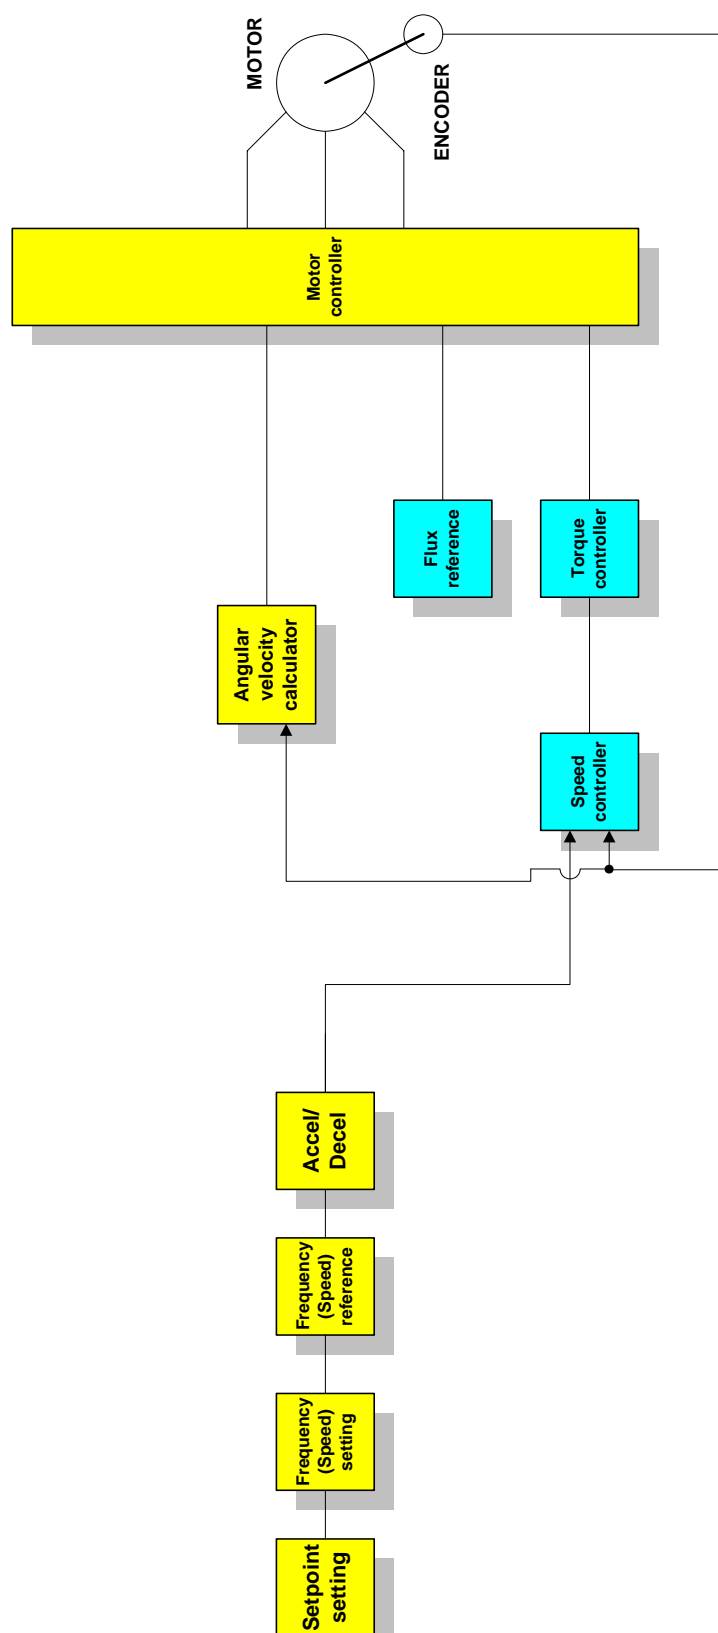 MOTOR
ENCODER
Motor
controller
Flux
reference
Torque
controller
Angular
velocity
calculator
Speed
controller
Accel/
Decel
Frequency
(Speed)
reference
Frequency
(Speed)
setting
Setpoint
setting